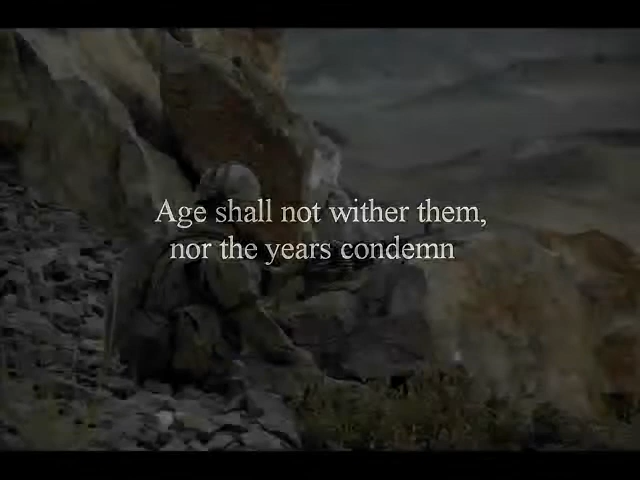 Age shall not wither them,
nor the years condemn